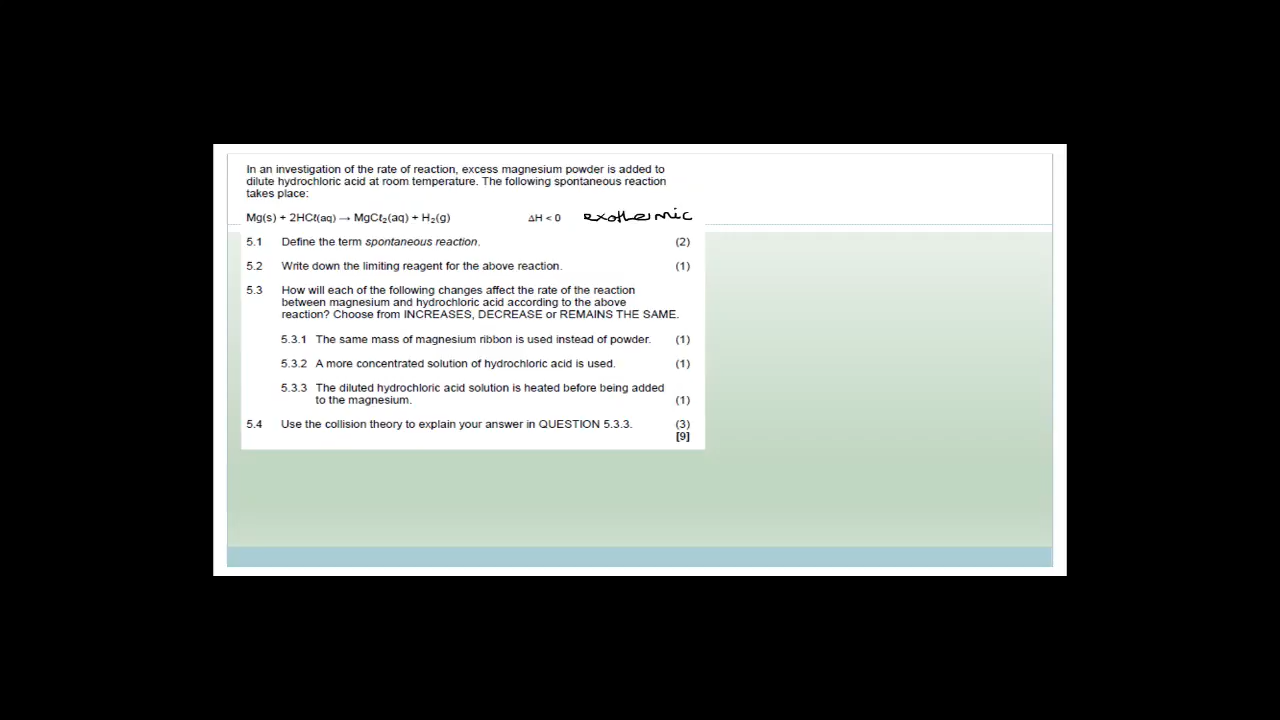 In an investigation of the rate of reaction, excess magnesium powder is added to
dilute hydrochloric acid at room temperature. The following spontaneous reaction
takes place:
Mg(s) + 2HCℓ(aq) → MgCℓ₂(aq) + H₂(g) ΔH < 0 exothermic
5.1 Define the term spontaneous reaction. (2)
5.2 Write down the limiting reagent for the above reaction. (1)
5.3 How will each of the following changes affect the rate of the reaction
between magnesium and hydrochloric acid according to the above
reaction? Choose from INCREASES, DECREASE or REMAINS THE SAME.
5.3.1 The same mass of magnesium ribbon is used instead of powder. (1)
5.3.2 A more concentrated solution of hydrochloric acid is used. (1)
5.3.3 The diluted hydrochloric acid solution is heated before being added
to the magnesium. (1)
5.4 Use the collision theory to explain your answer in QUESTION 5.3.3. (3)
[9]